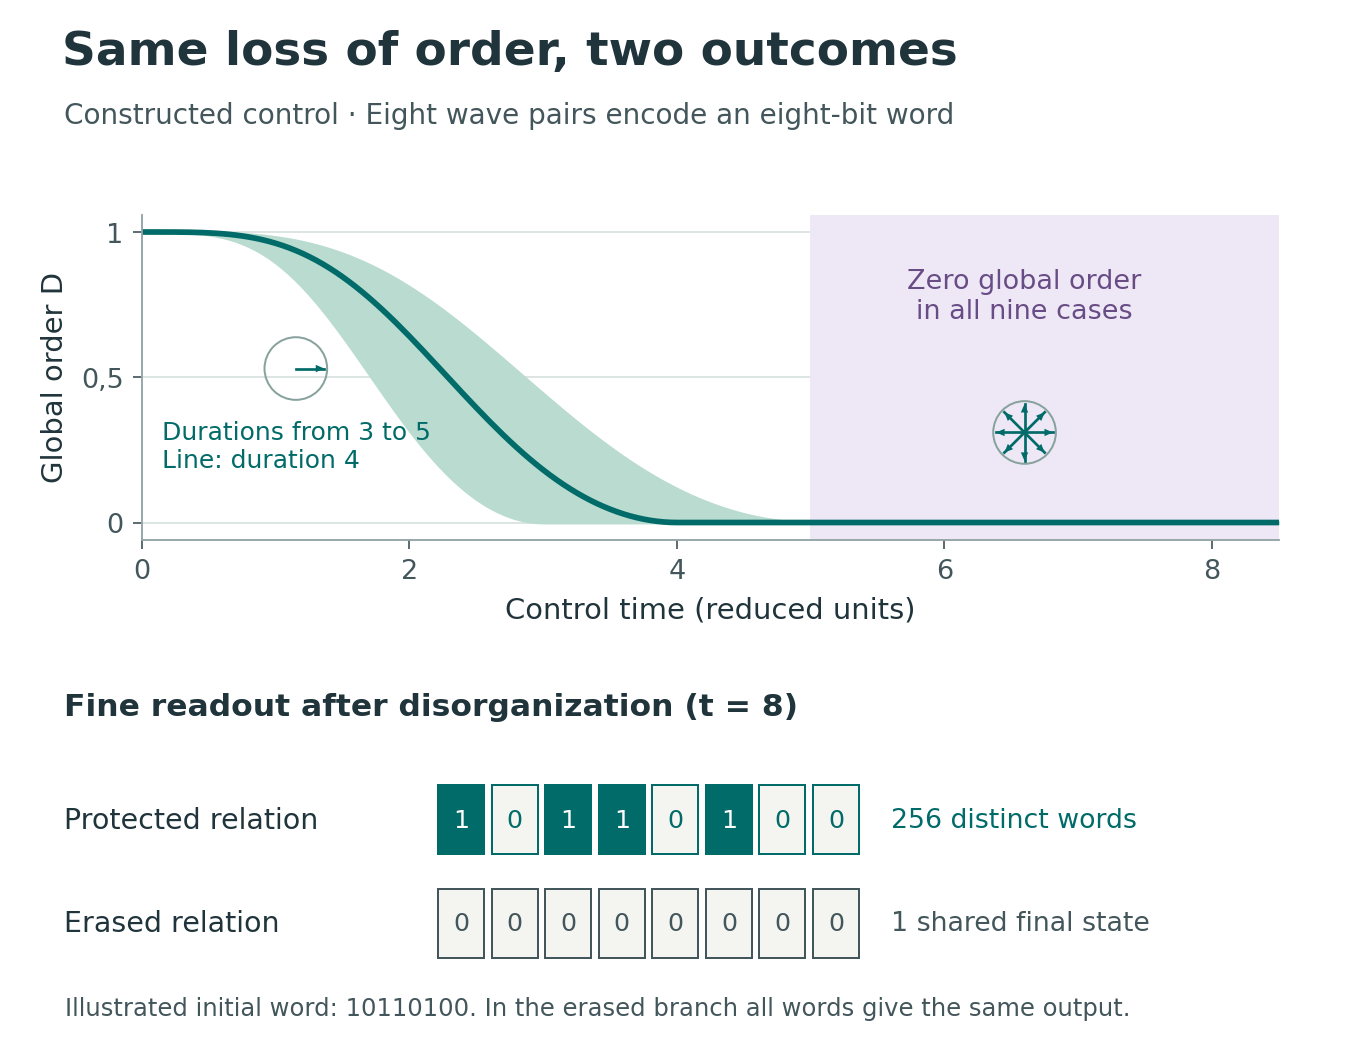 Same loss of order, two outcomes
Constructed control · Eight wave pairs encode an eight-bit word
Global order D
1
0,5
0
Zero global order
in all nine cases
Durations from 3 to 5
Line: duration 4
0 2 4 6 8
Control time (reduced units)
Fine readout after disorganization (t = 8)
Protected relation 1 0 1 1 0 1 0 0 256 distinct words
Erased relation 0 0 0 0 0 0 0 0 1 shared final state
Illustrated initial word: 10110100. In the erased branch all words give the same output.